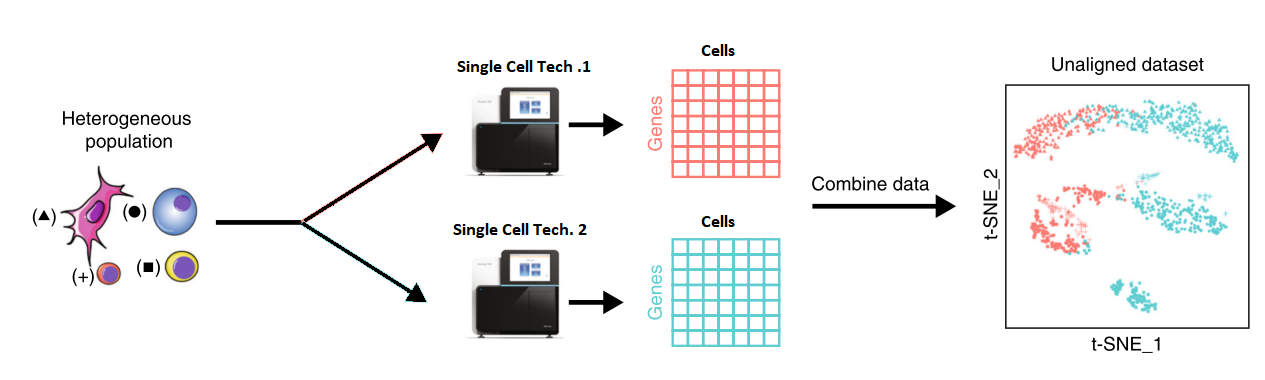 Heterogeneous
population
(▲)
(●)
(+)
(■)
Single Cell Tech .1
Cells
Genes
Single Cell Tech. 2
Cells
Genes
Combine data
Unaligned dataset
t-SNE_2
t-SNE_1